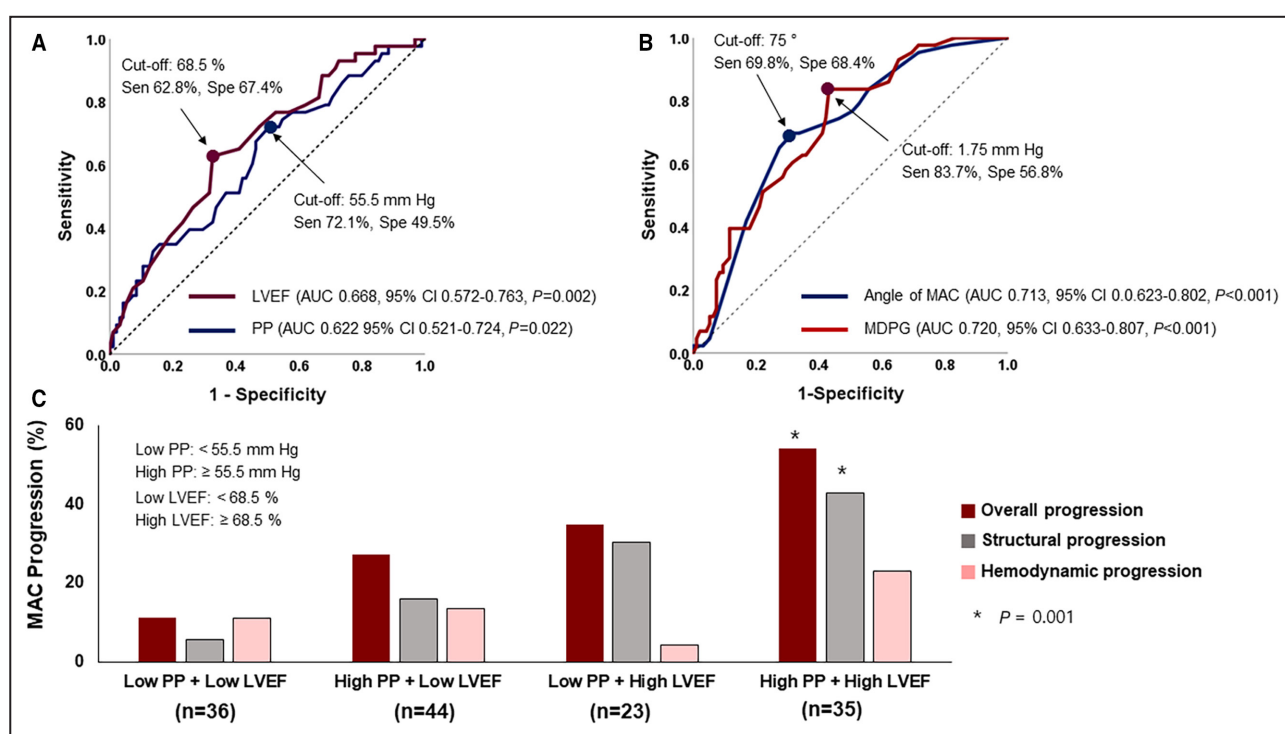 A
1.0
0.8
0.6
0.4
0.2
0.0
Sensitivity
Cut-off: 68.5 %
Sen 62.8%, Spe 67.4%
Cut-off: 55.5 mm Hg
Sen 72.1%, Spe 49.5%
LVEF (AUC 0.668, 95% CI 0.572-0.763, P=0.002)
PP (AUC 0.622 95% CI 0.521-0.724, P=0.022)
0.0 0.2 0.4 0.6 0.8 1.0
1 - Specificity
B
1.0
0.8
0.6
0.4
0.2
0.0
Sensitivity
Cut-off: 75 °
Sen 69.8%, Spe 68.4%
Cut-off: 1.75 mm Hg
Sen 83.7%, Spe 56.8%
Angle of MAC (AUC 0.713, 95% CI 0.0.623-0.802, P<0.001)
MDPG (AUC 0.720, 95% CI 0.633-0.807, P<0.001)
0.0 0.2 0.4 0.6 0.8 1.0
1-Specificity
C
60
40
20
0
MAC Progression (%)
Low PP: < 55.5 mm Hg
High PP: ≥ 55.5 mm Hg
Low LVEF: < 68.5 %
High LVEF: ≥ 68.5 %
*
*
Overall progression
Structural progression
Hemodynamic progression
* P = 0.001
Low PP + Low LVEF
(n=36)
High PP + Low LVEF
(n=44)
Low PP + High LVEF
(n=23)
High PP + High LVEF
(n=35)